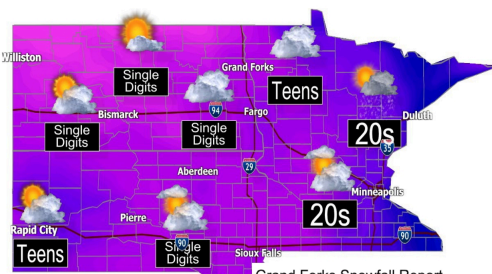 Williston
Single
Digits
Grand Forks
Teens
Bismarck
Single
Digits
94
Single
Digits
Fargo
Duluth
20s
35
Aberdeen
29
Minneapolis
20s
Rapid City
Teens
Pierre
90
Single
Digits
Sioux Falls
90
Grand Forks Snowfall Report